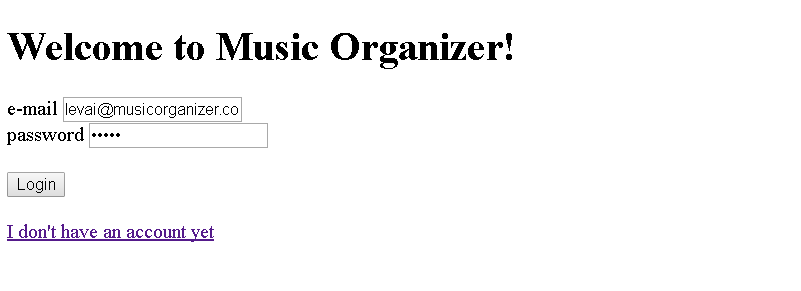 Welcome to Music Organizer!
e-mail levai@musicorganizer.co
password •••••
Login
I don't have an account yet